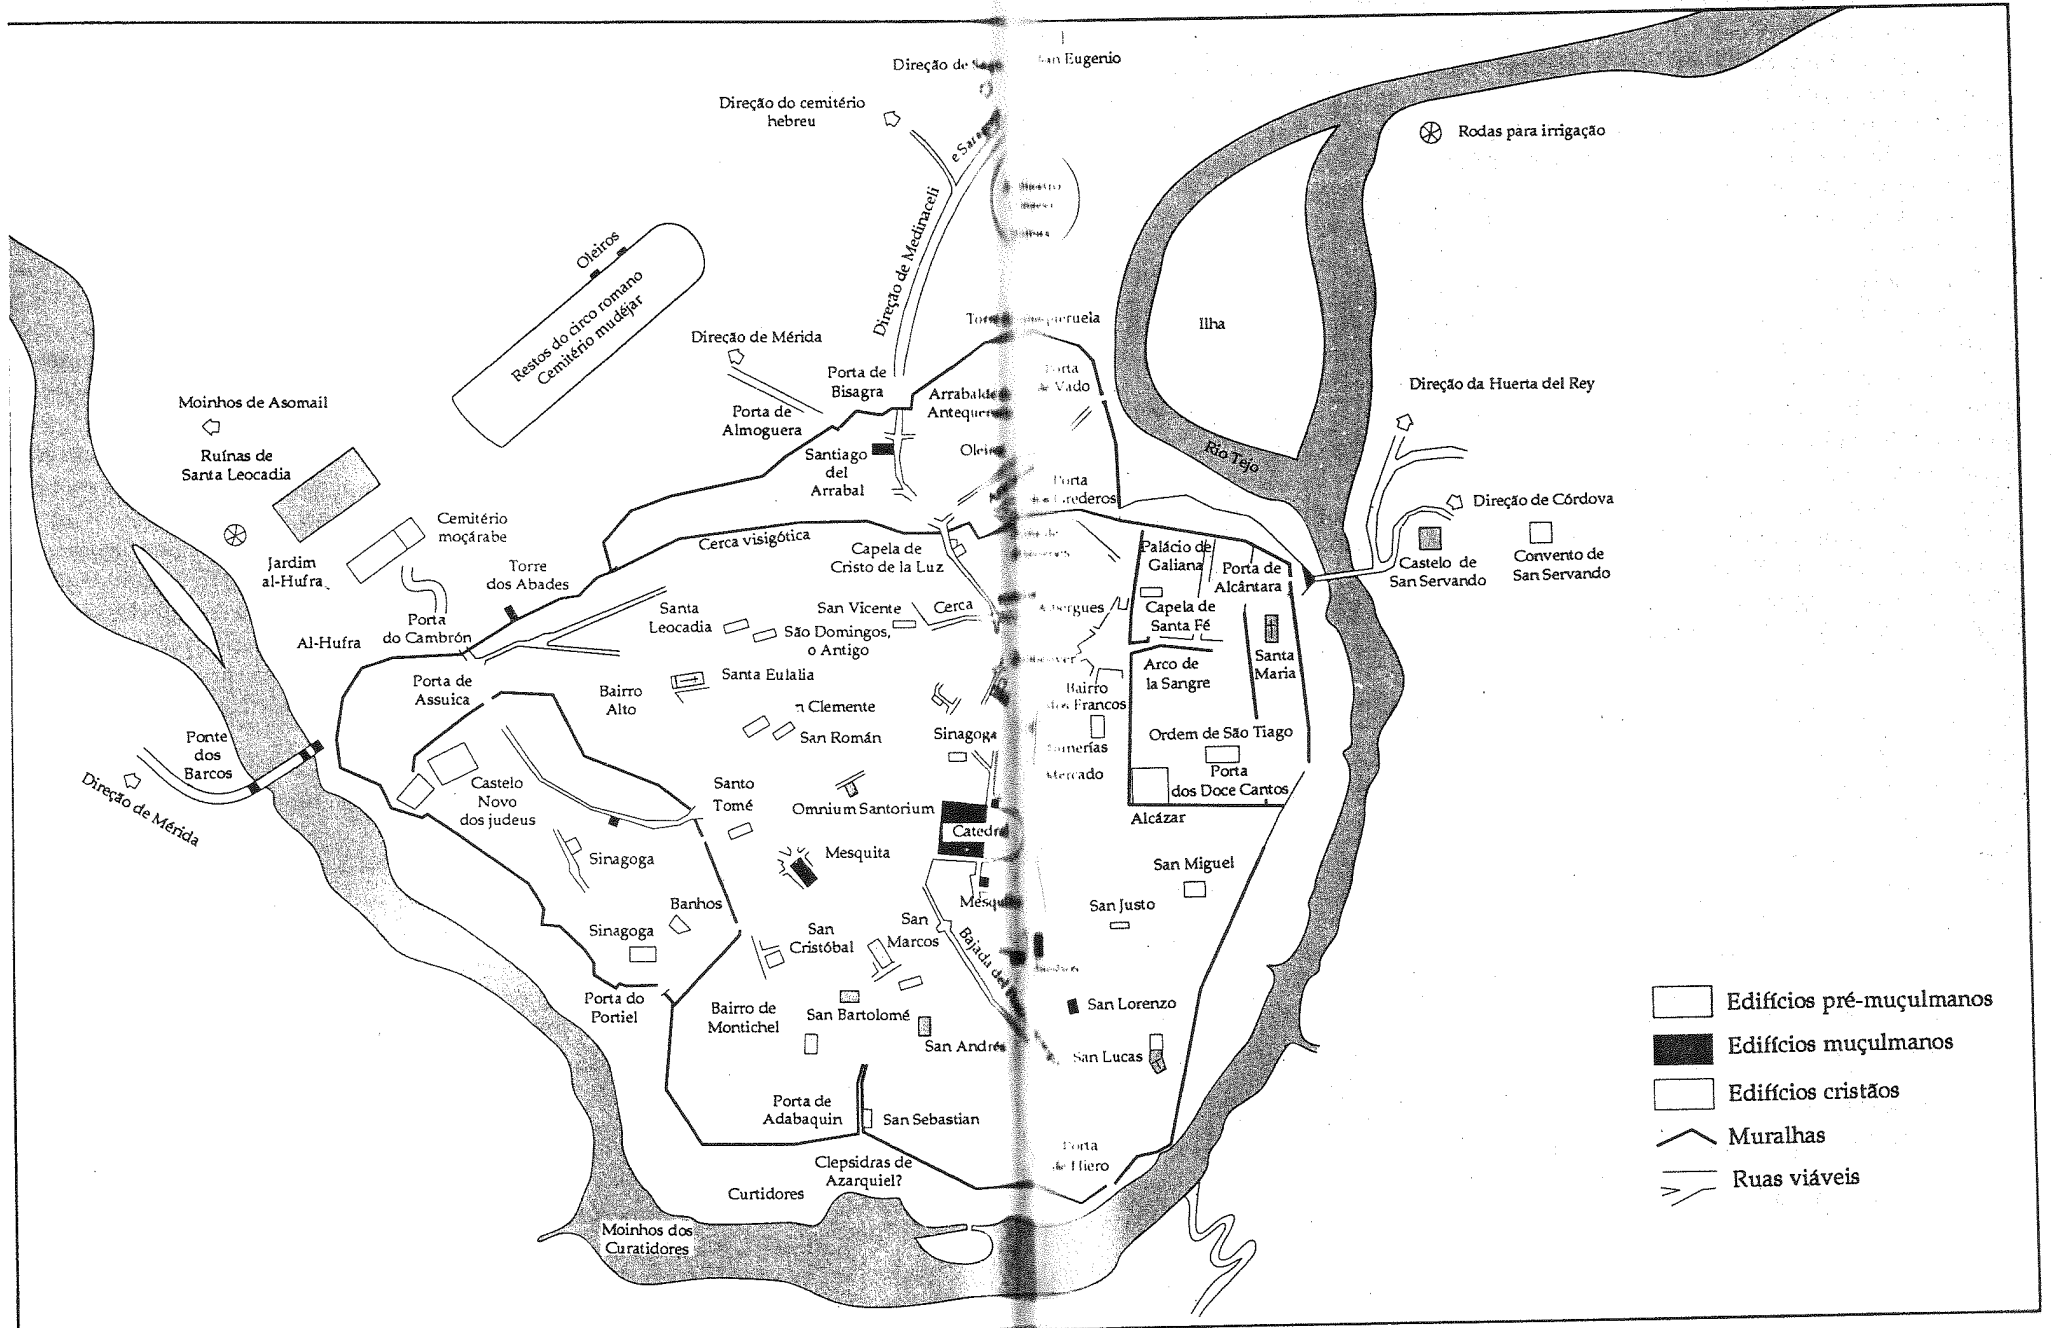 Direção de
San Eugenio
Direção do cemitério
hebreu
Rodas para irrigação
Direção de Medinaceli
Oleiros
Restos do circo romano
Cemitério mudéjar
Ilha
Direção de Mérida
Porta de
Bisagra
Porta
de Vado
Arrabalde
Antequer
Porta de
Almoguera
Direção da Huerta del Rey
Moinhos de Asomail
Ruínas de
Santa Leocadia
Santiago
del
Arrabal
Rio Tejo
Porta
Direção de Córdova
Cemitério
moçárabe
Cerca visigótica
Capela de
Cristo de la Luz
Palácio de
Galiana
Porta de
Alcântara
Castelo de
San Servando
Convento de
San Servando
Jardim
al-Hufra
Torre
dos Abades
Santa
Leocadia
San Vicente
Cerca
Albergues
Capela de
Santa Fé
Porta
do Cambrón
Al-Hufra
São Domingos,
o Antigo
Santa
Maria
Arco de
la Sangre
Santa Eulalia
Porta de
Assuica
Bairro
Alto
Bairro
dos Francos
n Clemente
San Román
Sinagoga
Ordem de São Tiago
Ponte
dos
Barcos
Mercado
Porta
dos Doce Cantos
Direção de Mérida
Castelo
Novo
dos judeus
Santo
Tomé
Omnium Santorium
Catedr
Alcázar
Sinagoga
Mesquita
San Miguel
Banhos
Mesqu
San Justo
Sinagoga
San
Cristóbal
San
Marcos
Bajada del
Porta do
Portiel
Bairro de
Montichel
San Bartolomé
San Lorenzo
San Andrés
San Lucas
Porta de
Adabaquin
San Sebastian
Porta
de Hiero
Clepsidras de
Azarquiel?
Curtidores
Moinhos dos
Curatidores
Edifícios pré-muçulmanos
Edifícios muçulmanos
Edifícios cristãos
Muralhas
Ruas viáveis